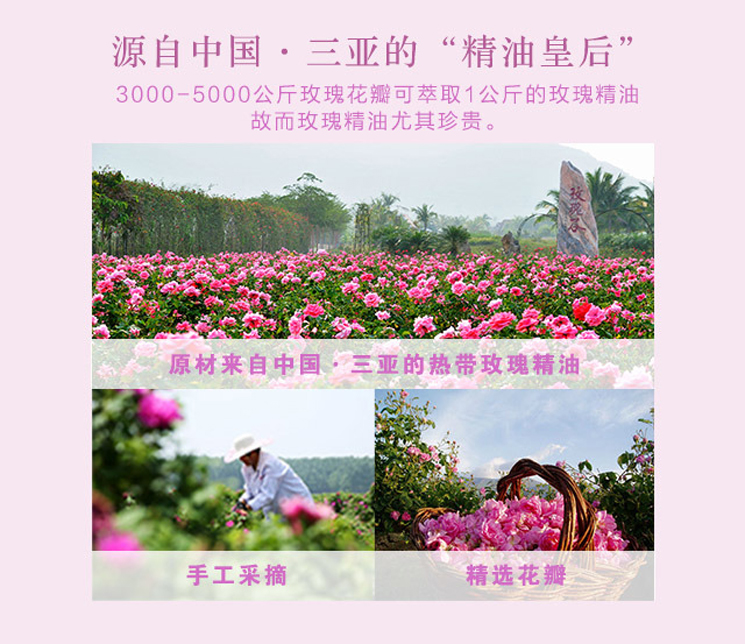 源自中国·三亚的“精油皇后”
3000-5000公斤玫瑰花瓣可萃取1公斤的玫瑰精油
故而玫瑰精油尤其珍贵。
玫瑰谷
原材来自中国·三亚的热带玫瑰精油
手工采摘
精选花瓣